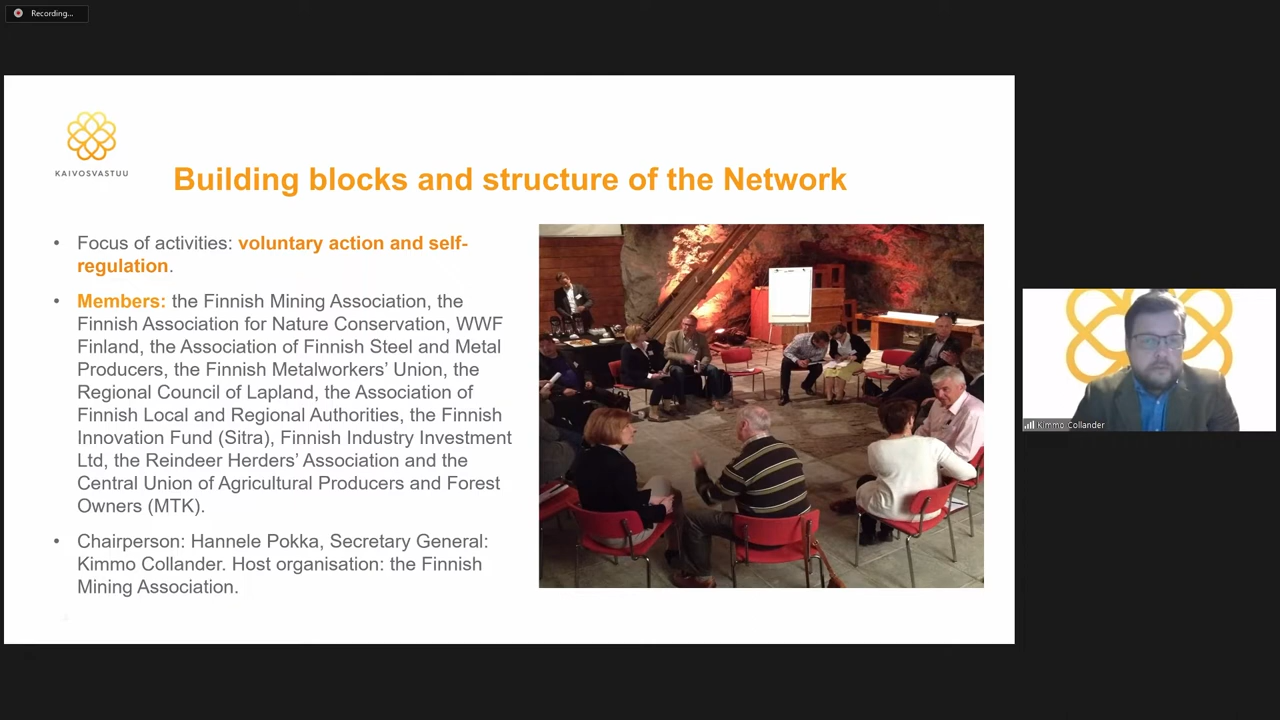 Recording...
KAIVOSVASTUU
Building blocks and structure of the Network
• Focus of activities: voluntary action and self-
regulation.
• Members: the Finnish Mining Association, the
Finnish Association for Nature Conservation, WWF
Finland, the Association of Finnish Steel and Metal
Producers, the Finnish Metalworkers’ Union, the
Regional Council of Lapland, the Association of
Finnish Local and Regional Authorities, the Finnish
Innovation Fund (Sitra), Finnish Industry Investment
Ltd, the Reindeer Herders’ Association and the
Central Union of Agricultural Producers and Forest
Owners (MTK).
• Chairperson: Hannele Pokka, Secretary General:
Kimmo Collander. Host organisation: the Finnish
Mining Association.
Kimmo Collander